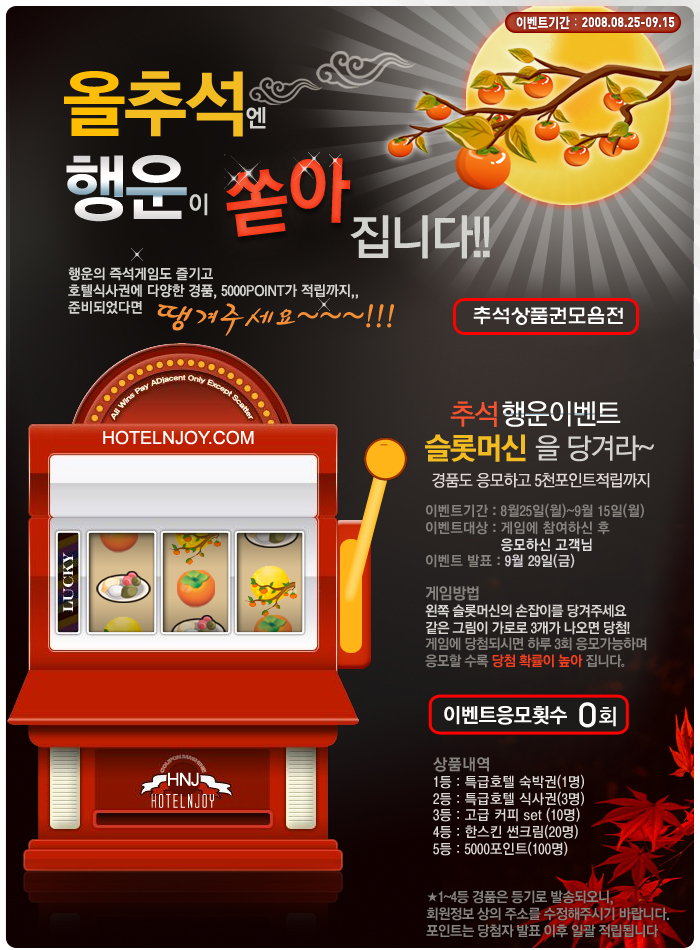 이벤트기간 : 2008.08.25-09.15
올추석엔
행운이 쏟아
집니다!!
행운의 즉석게임도 즐기고
호텔식사권에 다양한 경품, 5000POINT가 적립까지,,
준비되었다면 땡겨주세요~~~!!!
추석상품권모음전
All Wins Pay ADjacent Only Except Scatter
HOTELNJOY.COM
LUCKY
추석행운이벤트
슬롯머신 을 당겨라~
경품도 응모하고 5천포인트적립까지
이벤트기간 : 8월25일(월)~9월 15일(월)
이벤트대상 : 게임에 참여하신 후
응모하신 고객님
이벤트 발표 : 9월 29일(금)
게임방법
왼쪽 슬롯머신의 손잡이를 당겨주세요
같은 그림이 가로로 3개가 나오면 당첨!
게임에 당첨되시면 하루 3회 응모가능하며
응모할 수록 당첨 확률이 높아 집니다.
이벤트응모횟수 0회
HNJ
HOTELNJOY
상품내역
1등 : 특급호텔 숙박권(1명)
2등 : 특급호텔 식사권(3명)
3등 : 고급 커피 set (10명)
4등 : 한스킨 썬크림(20명)
5등 : 5000포인트(100명)
★1~4등 경품은 등기로 발송되오니,
회원정보 상의 주소를 수정해주시기 바랍니다.
포인트는 당첨자 발표 이후 일괄 적립됩니다